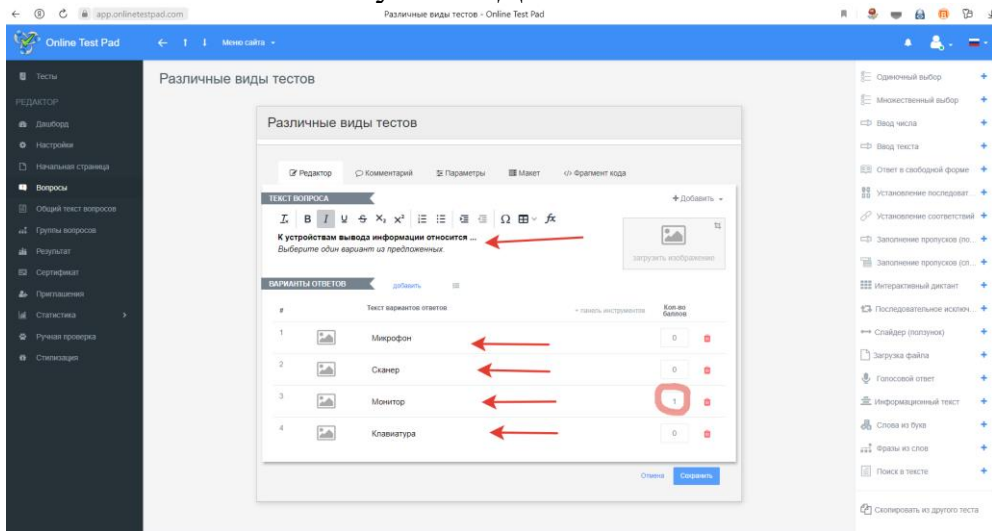 app.onlinetestpad.com
Различные виды тестов - Online Test Pad
Online Test Pad
Меню сайта
Тесты
РЕДАКТОР
Дашборд
Настройки
Начальная страница
Вопросы
Общий текст вопросов
Группы вопросов
Результат
Сертификат
Приглашения
Статистика
Ручная проверка
Стилизация
Различные виды тестов
Различные виды тестов
Редактор
Комментарий
Параметры
Макет
</> Фрагмент кода
ТЕКСТ ВОПРОСА
+ Добавить
I B I U S X₂ X² Ω fx
К устройствам вывода информации относится ...
Выберите один вариант из предложенных.
загрузить изображение
ВАРИАНТЫ ОТВЕТОВ
добавить
# Текст вариантов ответов панель инструментов Кол-во баллов
1 Микрофон 0
2 Сканер 0
3 Монитор 1
4 Клавиатура 0
Отмена Сохранить
Одиночный выбор +
Множественный выбор +
Ввод числа +
Ввод текста +
Ответ в свободной форме +
Установление последоват... +
Установление соответствий +
Заполнение пропусков (по... +
Заполнение пропусков (сп... +
Интерактивный диктант +
Последовательное исключ... +
Слайдер (ползунок) +
Загрузка файла +
Голосовой ответ +
Информационный текст +
Слова из букв +
Фразы из слов +
Поиск в тексте +
Скопировать из другого теста